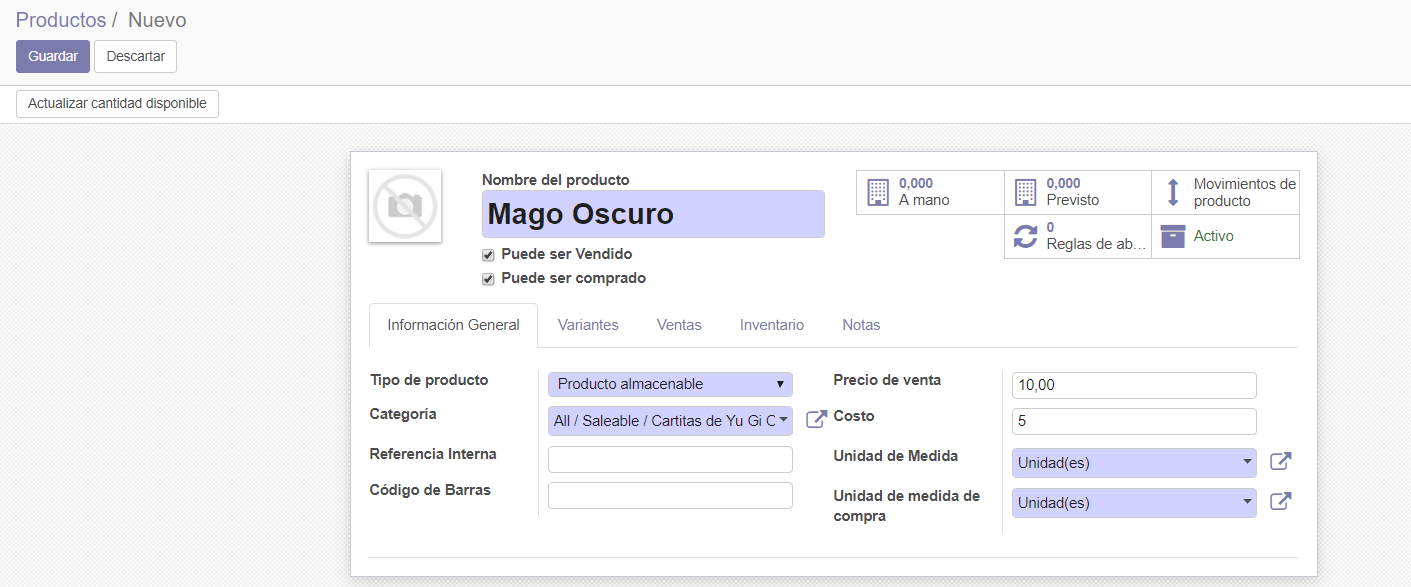 Productos / Nuevo
Guardar Descartar
Actualizar cantidad disponible
Nombre del producto
Mago Oscuro
Puede ser Vendido
Puede ser comprado
0,000
A mano
0,000
Previsto
Movimientos de
producto
0
Reglas de ab...
Activo
Información General Variantes Ventas Inventario Notas
Tipo de producto Producto almacenable
Categoría All / Saleable / Cartitas de Yu Gi O
Referencia Interna
Código de Barras
Precio de venta 10,00
Costo 5
Unidad de Medida Unidad(es)
Unidad de medida de
compra Unidad(es)